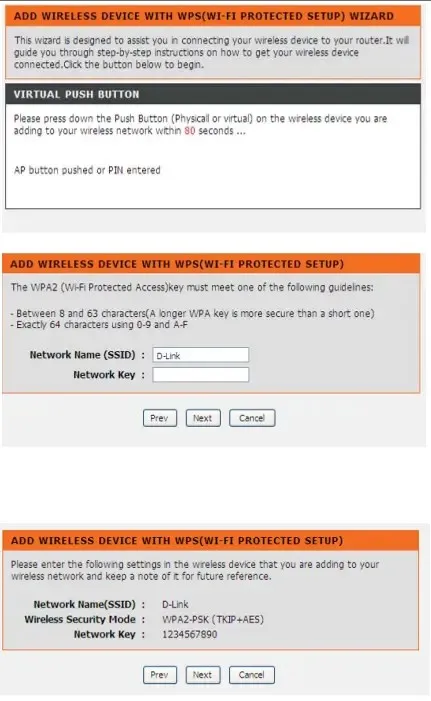 ADD WIRELESS DEVICE WITH WPS(WI-FI PROTECTED SETUP) WIZARD
This wizard is designed to assist you in connecting your wireless device to your router.It will
guide you through step-by-step instructions on how to get your wireless device
connected.Click the button below to begin.
VIRTUAL PUSH BUTTON
Please press down the Push Button (Physicall or virtual) on the wireless device you are
adding to your wireless network within 80 seconds ...
AP button pushed or PIN entered
ADD WIRELESS DEVICE WITH WPS(WI-FI PROTECTED SETUP)
The WPA2 (Wi-Fi Protected Access)key must meet one of the following guidelines:
- Between 8 and 63 characters(A longer WPA key is more secure than a short one)
- Exactly 64 characters using 0-9 and A-F
Network Name (SSID) : D-Link
Network Key :
Prev Next Cancel
ADD WIRELESS DEVICE WITH WPS(WI-FI PROTECTED SETUP)
Please enter the following settings in the wireless device that you are adding to your
wireless network and keep a note of it for future reference.
Network Name(SSID) : D-Link
Wireless Security Mode : WPA2-PSK (TKIP+AES)
Network Key : 1234567890
Prev Next Cancel